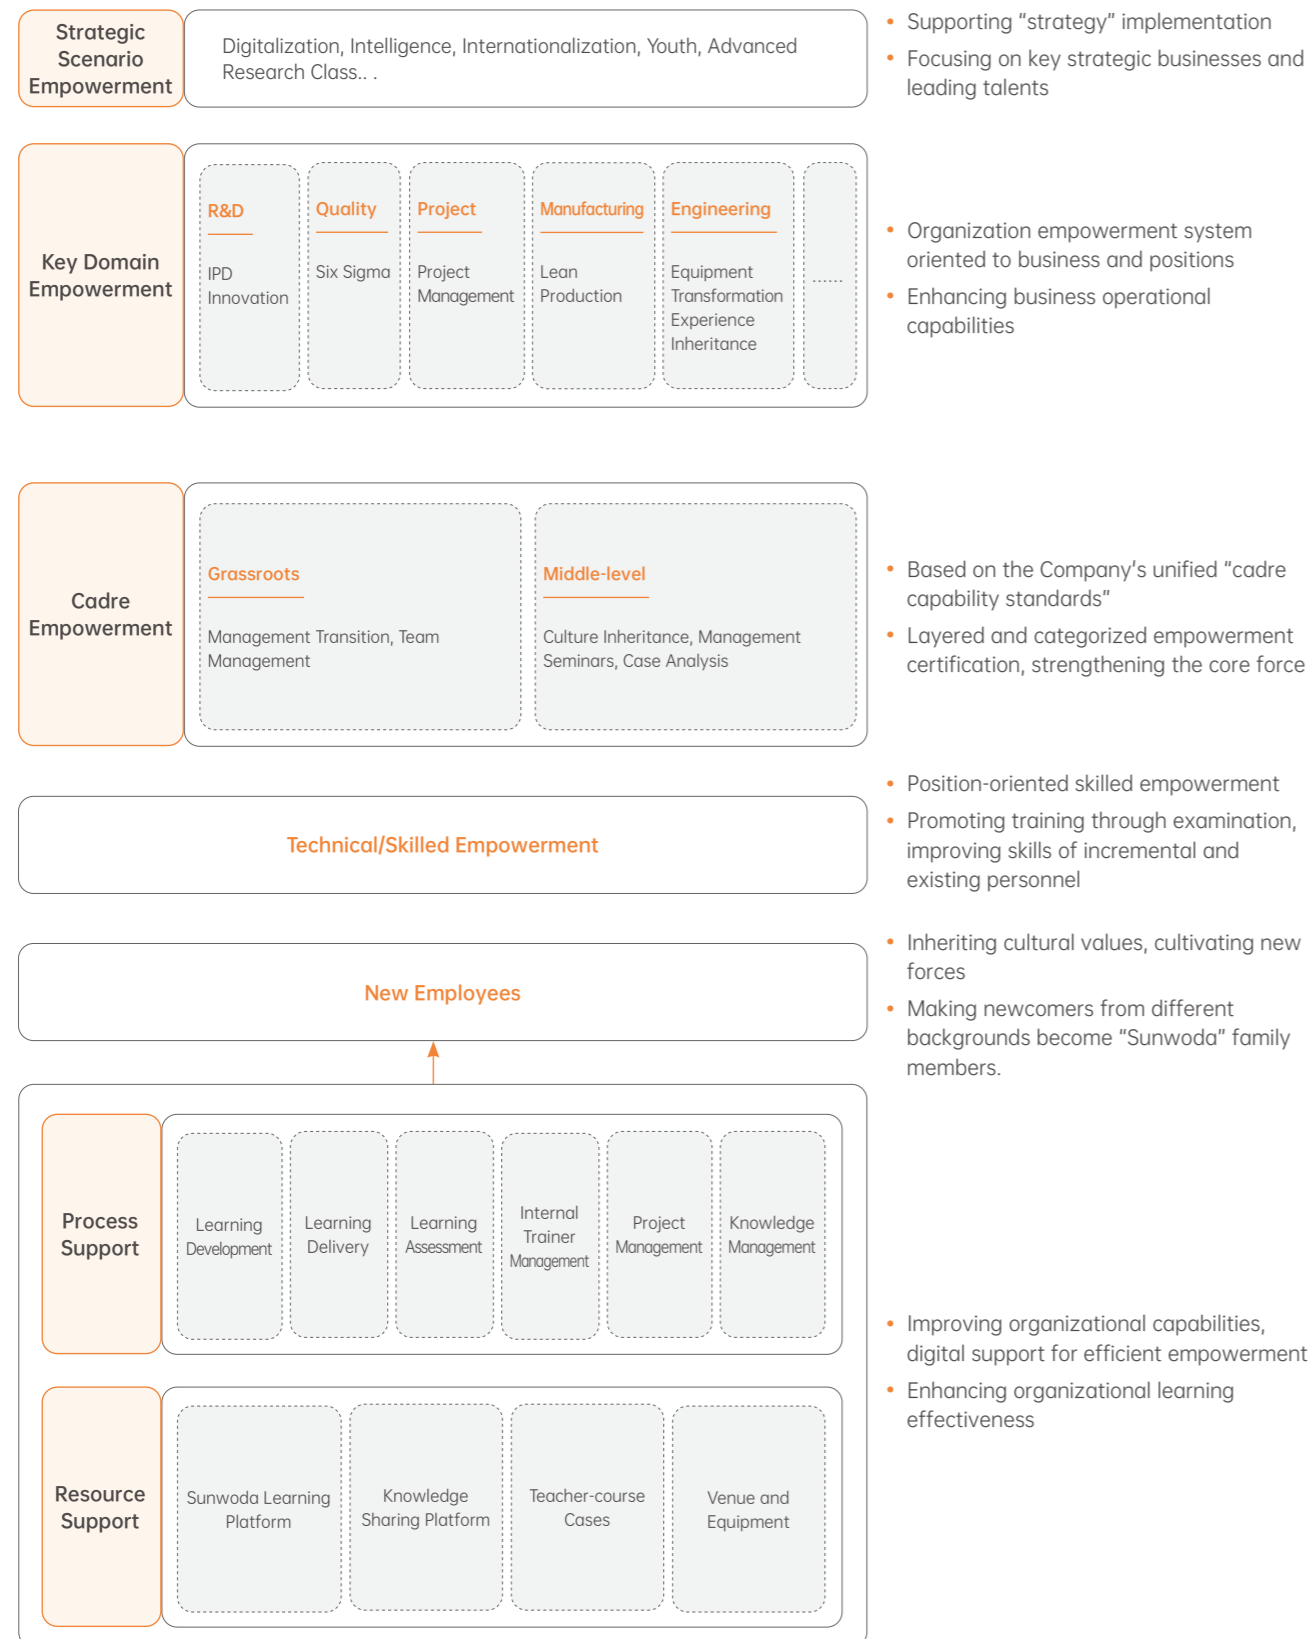 Strategic
Scenario
Empowerment
Digitalization, Intelligence, Internationalization, Youth, Advanced
Research Class.. .
• Supporting “strategy” implementation
• Focusing on key strategic businesses and
leading talents
Key Domain
Empowerment
R&D
IPD
Innovation
Quality
Six Sigma
Project
Project
Management
Manufacturing
Lean
Production
Engineering
Equipment
Transformation
Experience
Inheritance
......
• Organization empowerment system
oriented to business and positions
• Enhancing business operational
capabilities
Cadre
Empowerment
Grassroots
Management Transition, Team
Management
Middle-level
Culture Inheritance, Management
Seminars, Case Analysis
• Based on the Company’s unified “cadre
capability standards”
• Layered and categorized empowerment
certification, strengthening the core force
Technical/Skilled Empowerment
• Position-oriented skilled empowerment
• Promoting training through examination,
improving skills of incremental and
existing personnel
New Employees
• Inheriting cultural values, cultivating new
forces
• Making newcomers from different
backgrounds become “Sunwoda” family
members.
Process
Support
Learning
Development
Learning
Delivery
Learning
Assessment
Internal
Trainer
Management
Project
Management
Knowledge
Management
Resource
Support
Sunwoda Learning
Platform
Knowledge
Sharing Platform
Teacher-course
Cases
Venue and
Equipment
• Improving organizational capabilities,
digital support for efficient empowerment
• Enhancing organizational learning
effectiveness